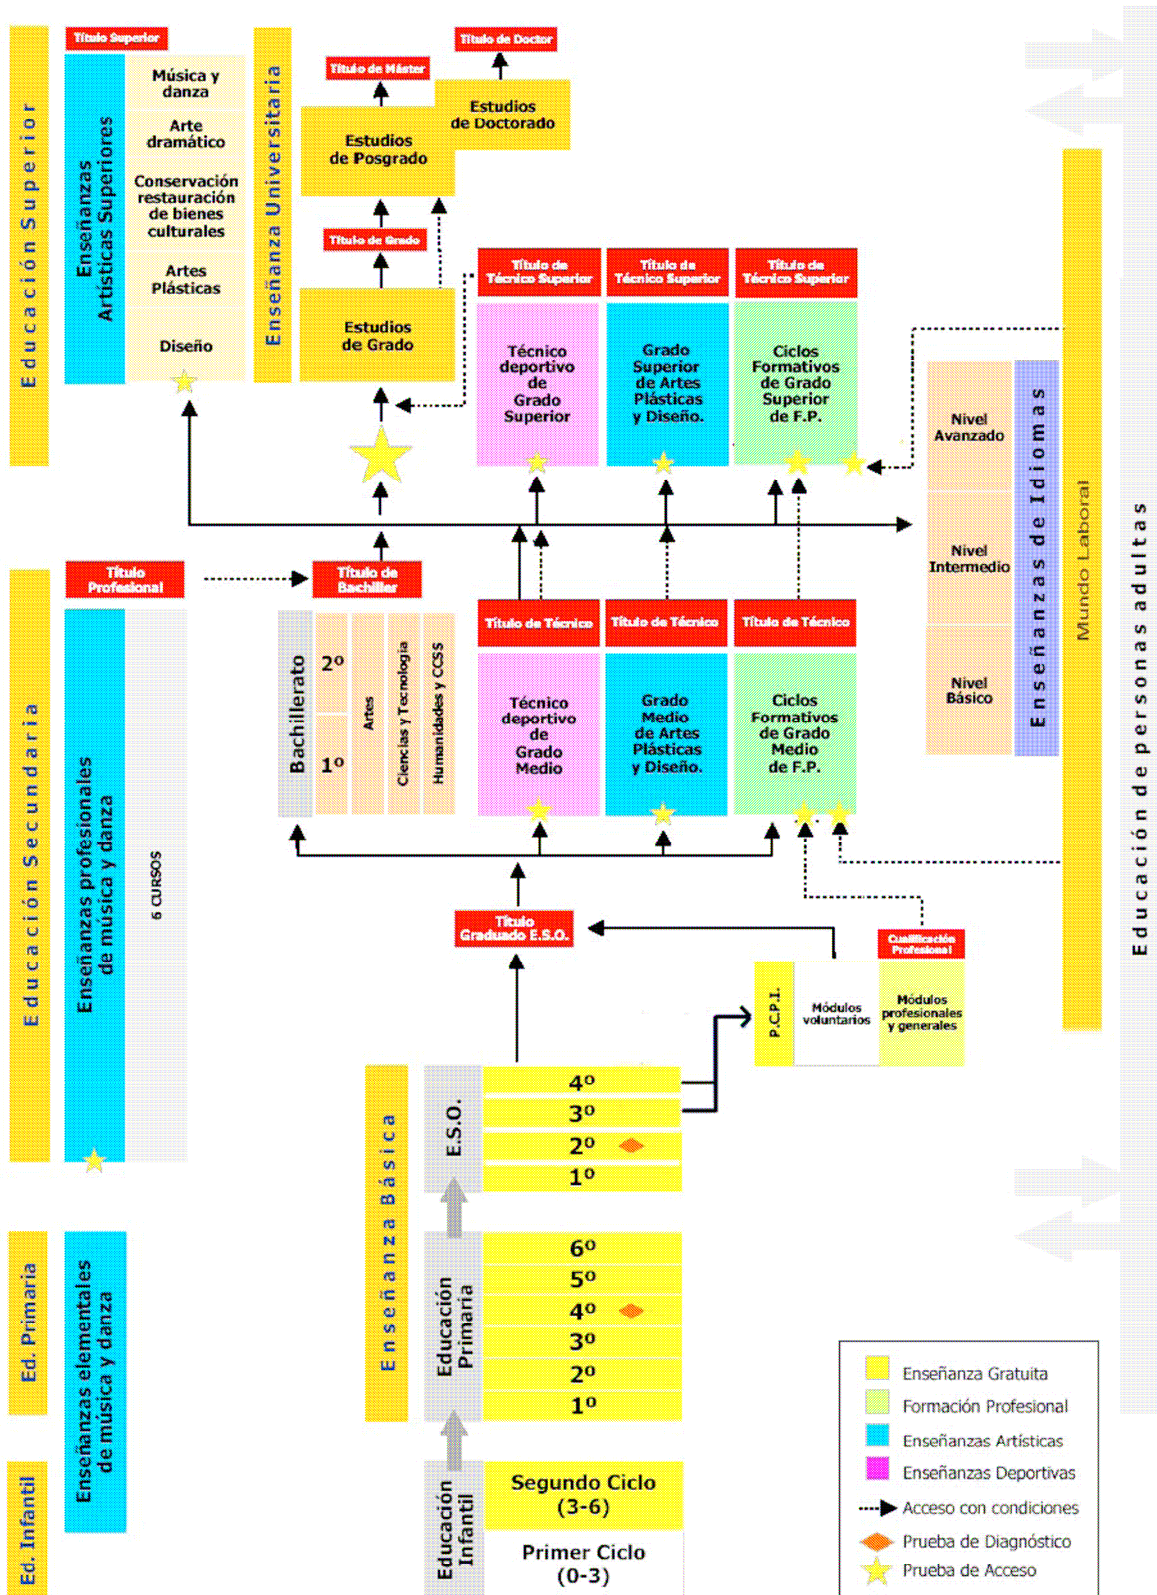 Educación Superior
Título Superior
Enseñanzas
Artísticas Superiores
Música y
danza
Arte
dramático
Conservación
restauración
de bienes
culturales
Artes
Plásticas
Diseño
Enseñanza Universitaria
Título de Doctor
Título de Máster
Estudios
de Doctorado
Estudios
de Posgrado
Título de Grado
Estudios
de Grado
Título de
Técnico Superior
Título de
Técnico Superior
Título de
Técnico Superior
Técnico
deportivo
de
Grado
Superior
Grado
Superior
de Artes
Plásticas
y Diseño.
Ciclos
Formativos
de Grado
Superior
de F.P.
Nivel
Avanzado
Nivel
Intermedio
Nivel
Básico
Enseñanzas de Idiomas
Mundo Laboral
Educación de personas adultas
Educación Secundaria
Título
Profesional
Enseñanzas profesionales
de música y danza
6 CURSOS
Título de
Bachiller
Bachillerato
2º
1º
Artes
Ciencias y Tecnología
Humanidades y CCSS
Título de Técnico
Título de Técnico
Título de Técnico
Técnico
deportivo
de
Grado
Medio
Grado
Medio
de Artes
Plásticas
y Diseño.
Ciclos
Formativos
de Grado
Medio
de F.P.
Título
Graduado E.S.O.
Cualificación
Profesional
P.C.P.I.
Módulos
voluntarios
Módulos
profesionales
y generales
Enseñanza Básica
E.S.O.
4º
3º
2º
1º
Ed. Primaria
Enseñanzas elementales
de música y danza
Educación
Primaria
6º
5º
4º
3º
2º
1º
Ed. Infantil
Educación
Infantil
Segundo Ciclo
(3-6)
Primer Ciclo
(0-3)
Enseñanza Gratuita
Formación Profesional
Enseñanzas Artísticas
Enseñanzas Deportivas
Acceso con condiciones
Prueba de Diagnóstico
Prueba de Acceso